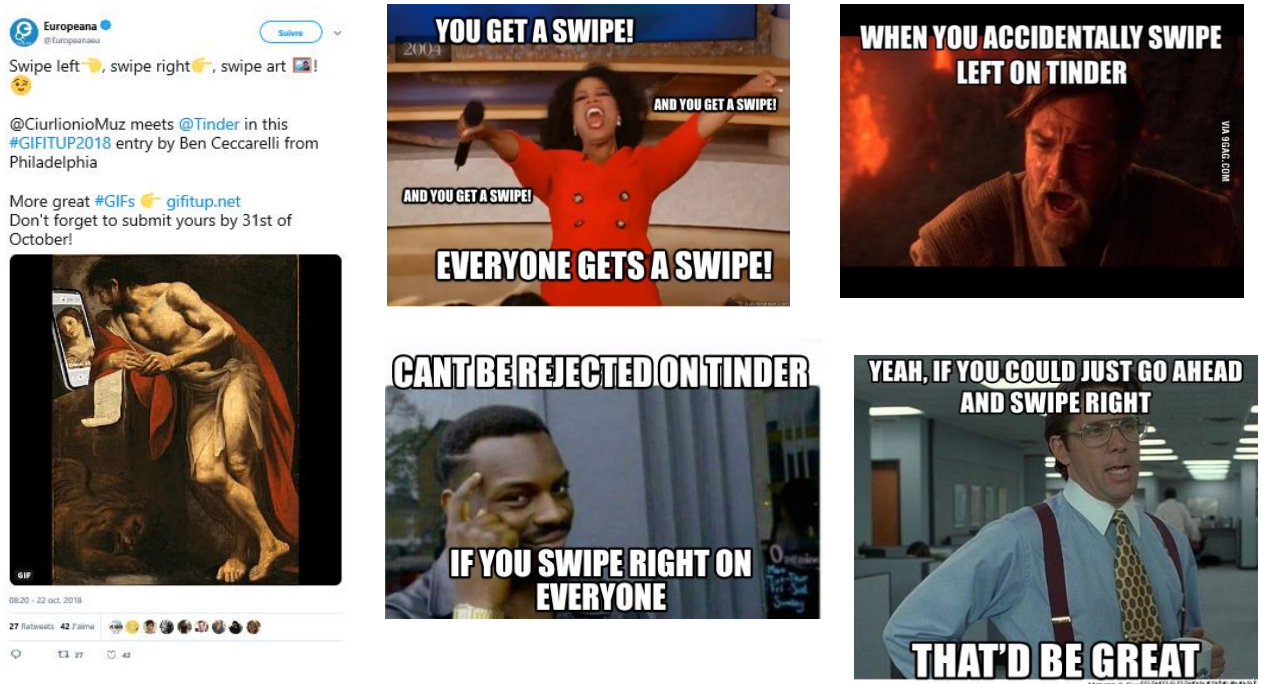 Europeana
@Europeanaeu
Suivre
Swipe left👈, swipe right👉, swipe art 🖼️!
😉
@CiurlionioMuz meets @Tinder in this
#GIFITUP2018 entry by Ben Ceccarelli from
Philadelphia
More great #GIFs 👉 gifitup.net
Don't forget to submit yours by 31st of
October!
GIF
08:20 - 22 oct. 2018
27 Retweets 42 J'aime
27 42
YOU GET A SWIPE!
2004
AND YOU GET A SWIPE!
AND YOU GET A SWIPE!
EVERYONE GETS A SWIPE!
WHEN YOU ACCIDENTALLY SWIPE
LEFT ON TINDER
VIA 9GAG.COM
CANT BE REJECTED ON TINDER
IF YOU SWIPE RIGHT ON
EVERYONE
YEAH, IF YOU COULD JUST GO AHEAD
AND SWIPE RIGHT
THAT'D BE GREAT